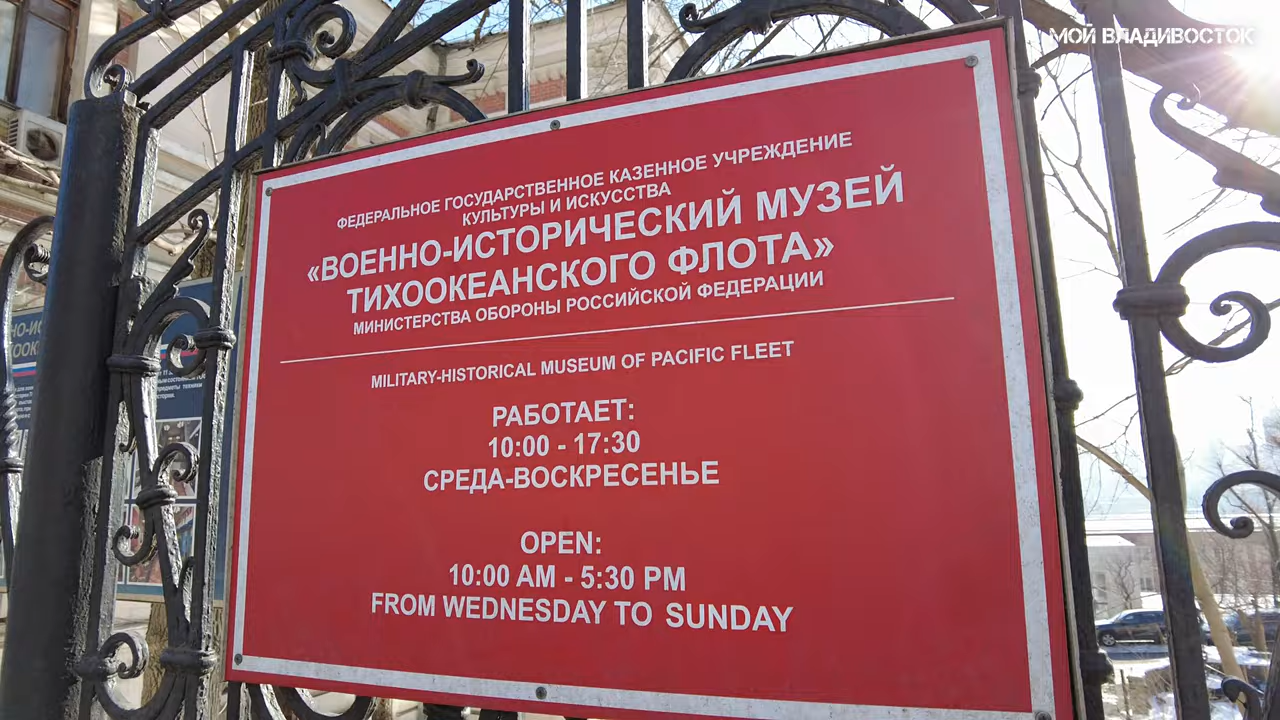 МОЙ ВЛАДИВОСТОК
ФЕДЕРАЛЬНОЕ ГОСУДАРСТВЕННОЕ КАЗЕННОЕ УЧРЕЖДЕНИЕ
КУЛЬТУРЫ И ИСКУССТВА
«ВОЕННО-ИСТОРИЧЕСКИЙ МУЗЕЙ
ТИХООКЕАНСКОГО ФЛОТА»
МИНИСТЕРСТВА ОБОРОНЫ РОССИЙСКОЙ ФЕДЕРАЦИИ
MILITARY-HISTORICAL MUSEUM OF PACIFIC FLEET
РАБОТАЕТ:
10:00 - 17:30
СРЕДА-ВОСКРЕСЕНЬЕ
OPEN:
10:00 AM - 5:30 PM
FROM WEDNESDAY TO SUNDAY